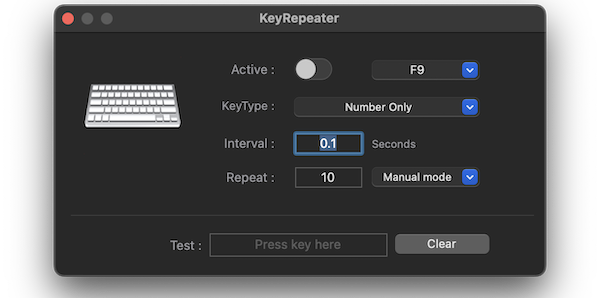 KeyRepeater
Active : F9
KeyType : Number Only
Interval : 0.1 Seconds
Repeat : 10 Manual mode
Test : Press key here Clear